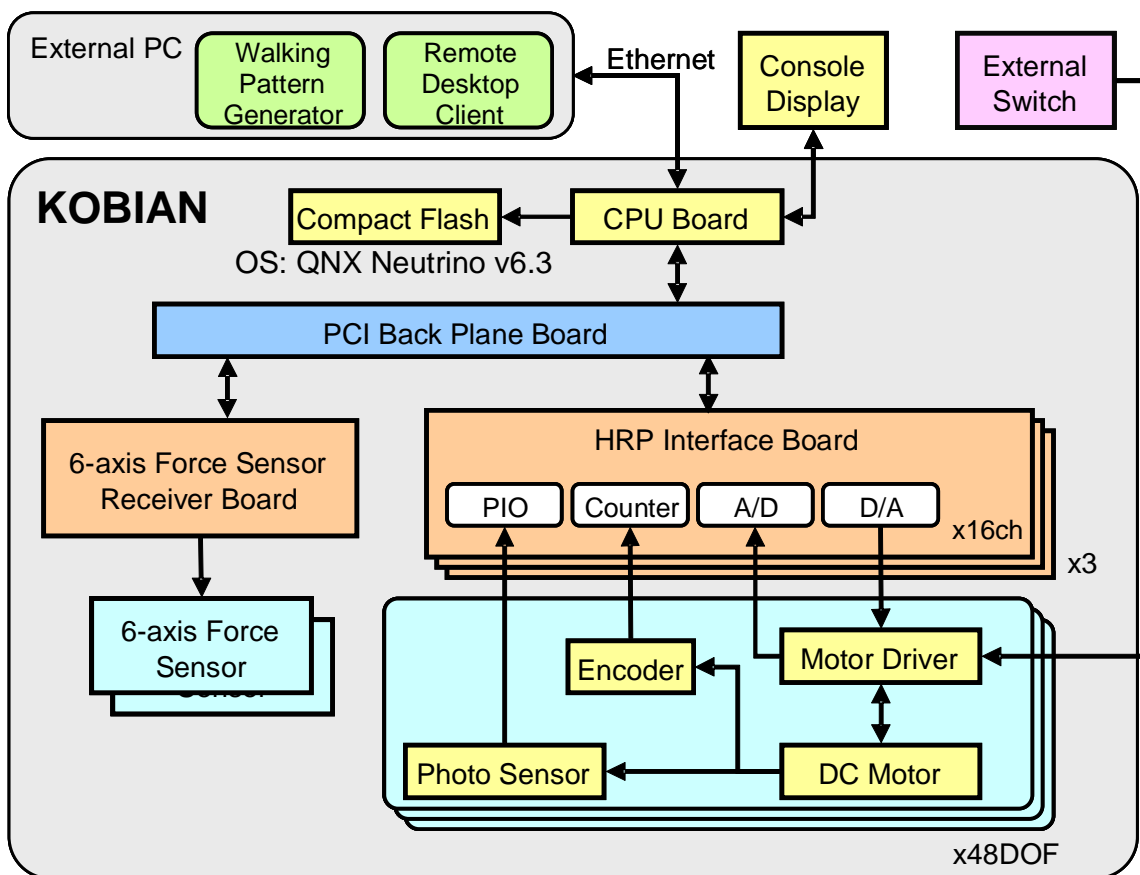 External PC
Walking
Pattern
Generator
Remote
Desktop
Client
Ethernet
Console
Display
External
Switch
KOBIAN
Compact Flash
CPU Board
OS: QNX Neutrino v6.3
PCI Back Plane Board
6-axis Force Sensor
Receiver Board
HRP Interface Board
PIO
Counter
A/D
D/A
x16ch
x3
6-axis Force
Sensor
Sensor
Encoder
Motor Driver
Photo Sensor
DC Motor
x48DOF